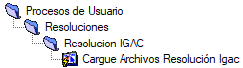 Procesos de Usuario
Resoluciones
Resolucion IGAC
Cargue Archivos Resolución Igac